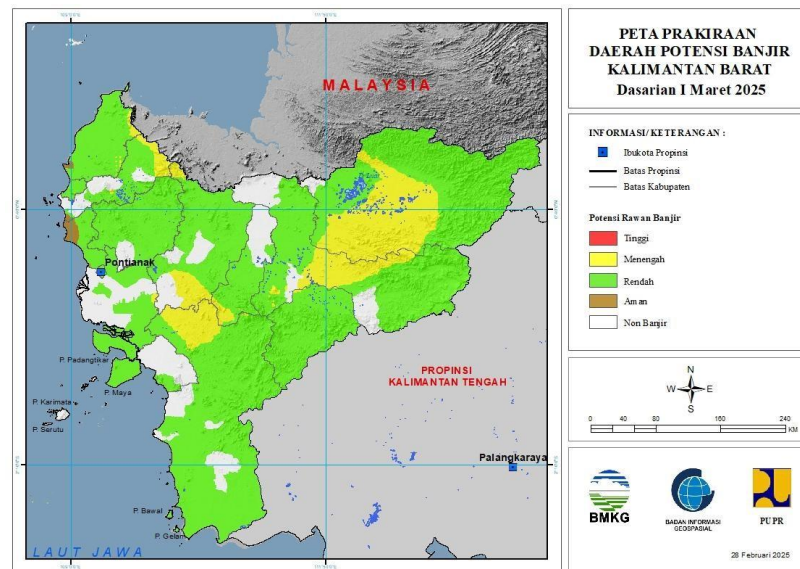 MALAYSIA
Pontianak
P. Padangtikar
P. Maya
P. Karimata
P. Serutu
P. Bawal
P. Gelam
PROPINSI
KALIMANTAN TENGAH
Palangkaraya
LAUT JAWA
PETA PRAKIRAAN
DAERAH POTENSI BANJIR
KALIMANTAN BARAT
Dasarian I Maret 2025
INFORMASI/KETERANGAN :
Ibukota Propinsi
Batas Propinsi
Batas Kabupaten
Potensi Rawan Banjir
Tinggi
Menengah
Rendah
Aman
Non Banjir
N
W E
S
0 40 80 160 240
KM
BMKG
BADAN INFORMASI
GEOSPASIAL
PUPR
28 Februari 2025